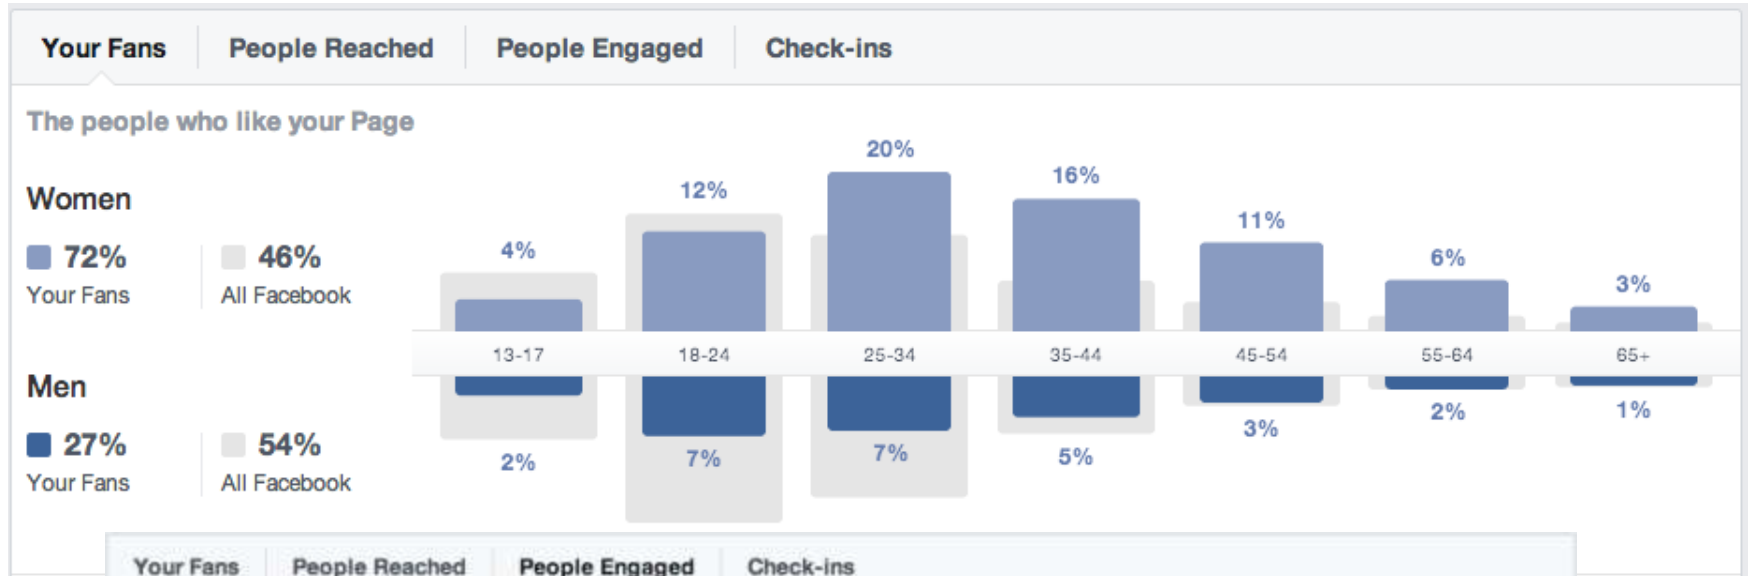 Your Fans People Reached People Engaged Check-ins
The people who like your Page
Women
72% 46%
Your Fans All Facebook
Men
27% 54%
Your Fans All Facebook
4% 12% 20% 16% 11% 6% 3%
13-17 18-24 25-34 35-44 45-54 55-64 65+
2% 7% 7% 5% 3% 2% 1%
Your Fans People Reached People Engaged Check-ins